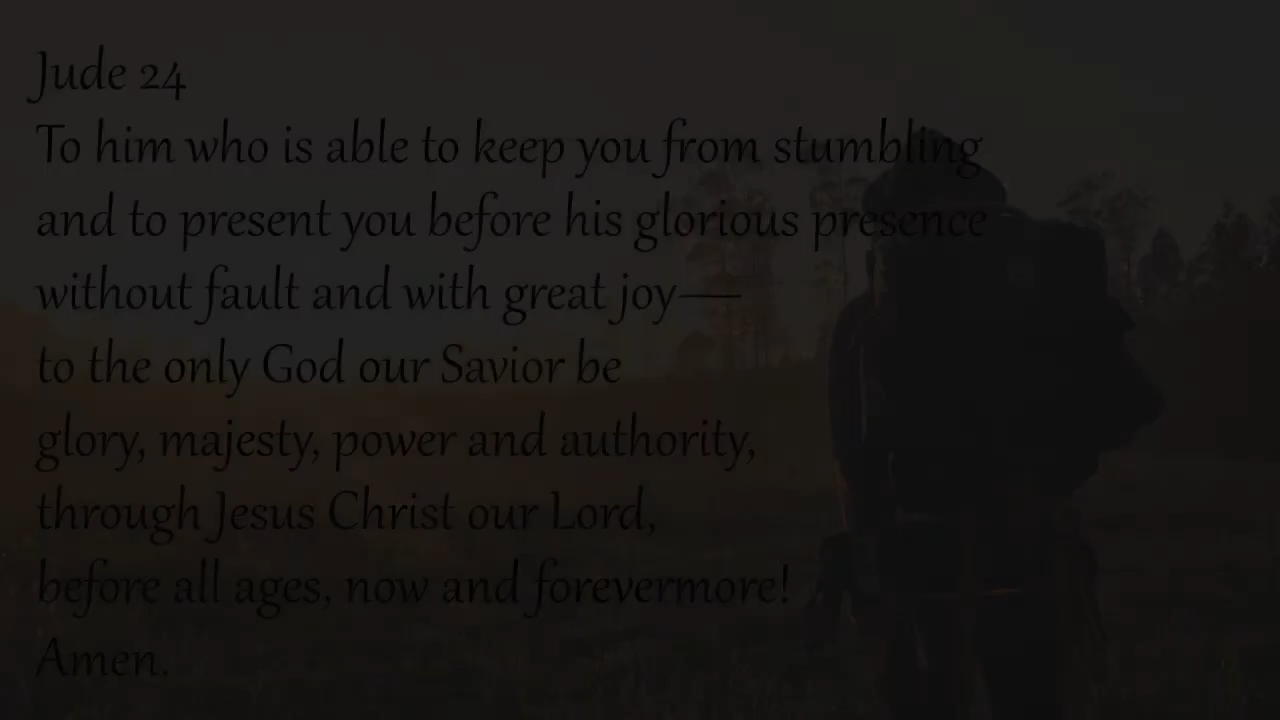 Jude 24
To him who is able to keep you from stumbling
and to present you before his glorious presence
without fault and with great joy—
to the only God our Savior be
glory, majesty, power and authority,
through Jesus Christ our Lord,
before all ages, now and forevermore!
Amen.